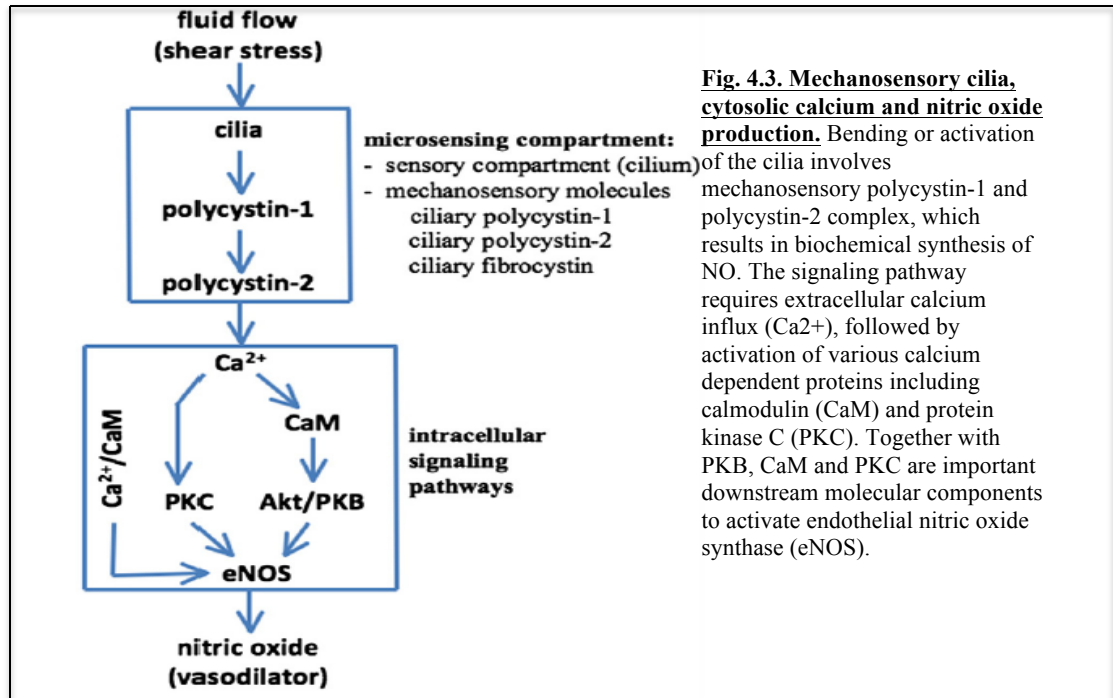 fluid flow
(shear stress)
cilia
polycystin-1
polycystin-2
microsensing compartment:
- sensory compartment (cilium)
- mechanosensory molecules
ciliary polycystin-1
ciliary polycystin-2
ciliary fibrocystin
Ca²⁺
CaM
Ca²⁺/CaM
PKC
Akt/PKB
eNOS
intracellular
signaling
pathways
nitric oxide
(vasodilator)
Fig. 4.3. Mechanosensory cilia,
cytosolic calcium and nitric oxide
production. Bending or activation
of the cilia involves
mechanosensory polycystin-1 and
polycystin-2 complex, which
results in biochemical synthesis of
NO. The signaling pathway
requires extracellular calcium
influx (Ca2+), followed by
activation of various calcium
dependent proteins including
calmodulin (CaM) and protein
kinase C (PKC). Together with
PKB, CaM and PKC are important
downstream molecular components
to activate endothelial nitric oxide
synthase (eNOS).